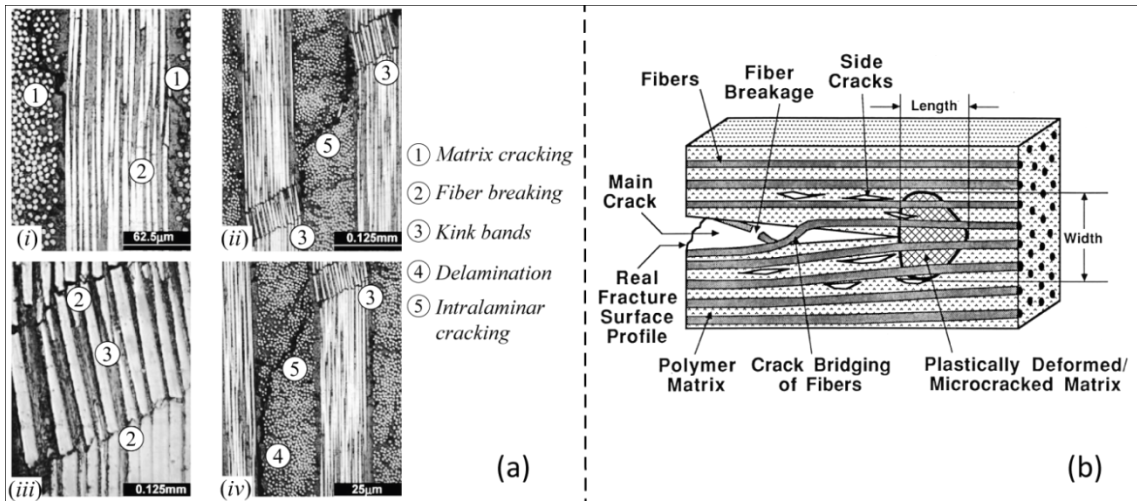 1
1
2
(i)
62.5μm
3
5
3
(ii)
0.125mm
2
3
2
(iii)
0.125mm
3
5
4
(iv)
25μm
1 Matrix cracking
2 Fiber breaking
3 Kink bands
4 Delamination
5 Intralaminar
cracking
(a)
Fibers
Fiber
Breakage
Side
Cracks
Length
Main
Crack
Width
Real
Fracture
Surface
Profile
Polymer
Matrix
Crack Bridging
of Fibers
Plastically Deformed/
Microcracked Matrix
(b)